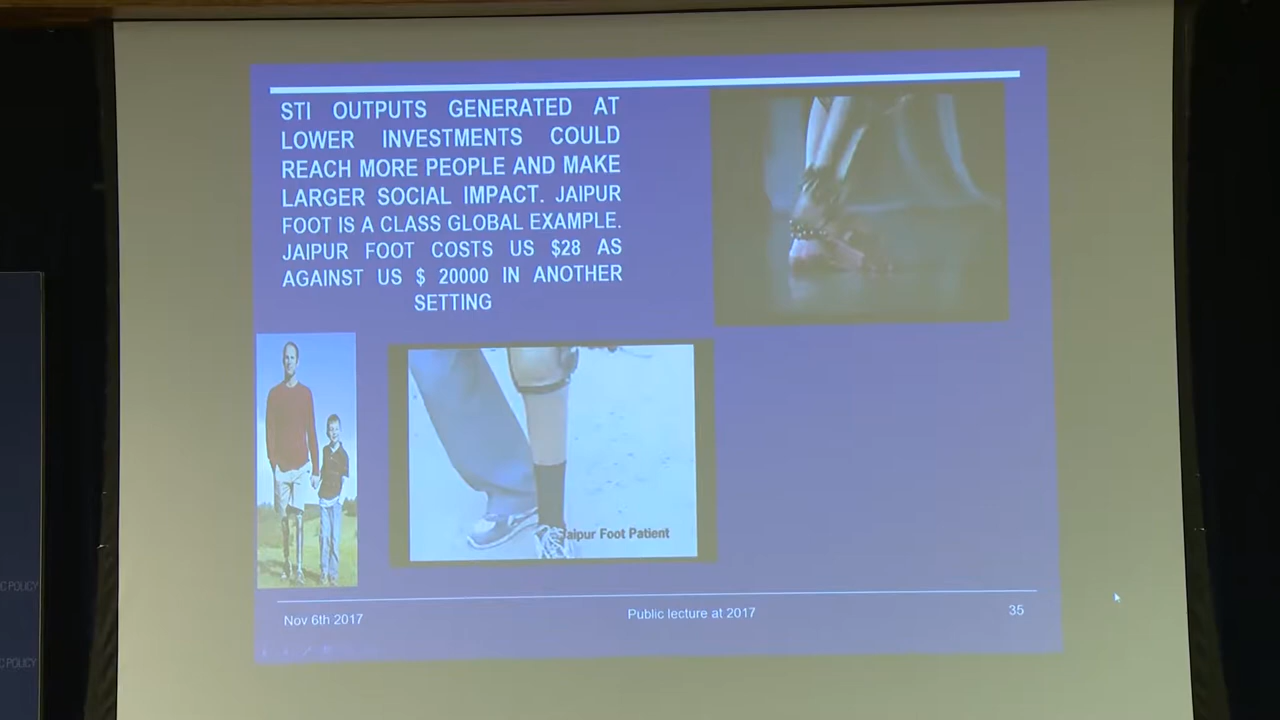 STI OUTPUTS GENERATED AT
LOWER INVESTMENTS COULD
REACH MORE PEOPLE AND MAKE
LARGER SOCIAL IMPACT. JAIPUR
FOOT IS A CLASS GLOBAL EXAMPLE.
JAIPUR FOOT COSTS US $28 AS
AGAINST US $ 20000 IN ANOTHER
SETTING
Jaipur Foot Patient
Nov 6th 2017
Public lecture at 2017
35
C POLICY
C POLICY